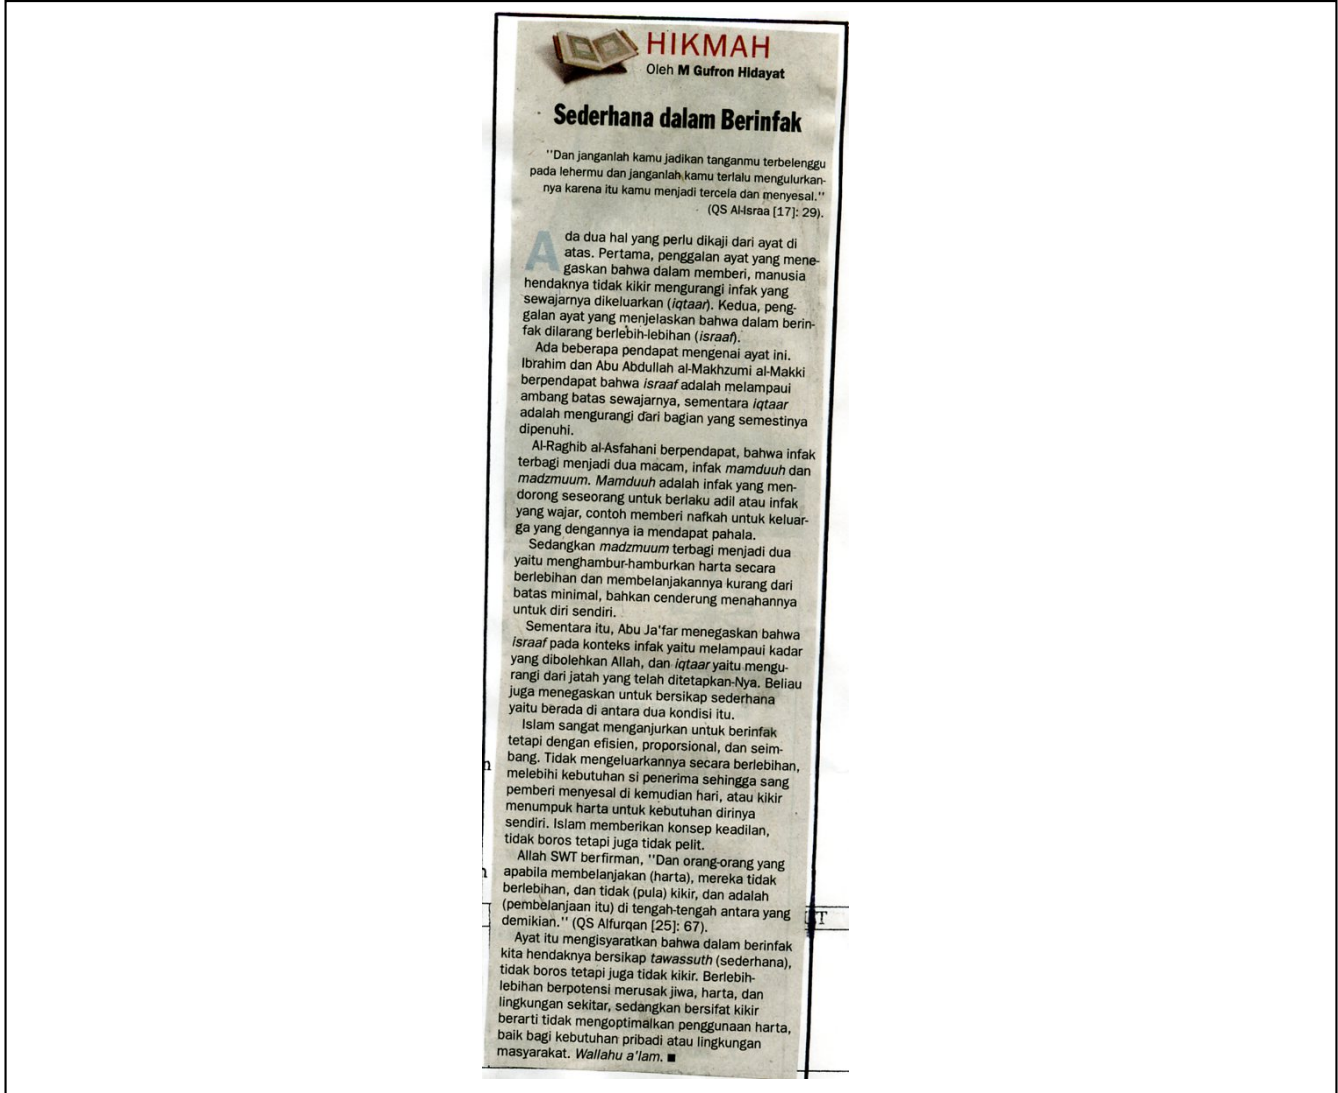 HIKMAH
Oleh M Gufron Hidayat
Sederhana dalam Berinfak
"Dan janganlah kamu jadikan tanganmu terbelenggu
pada lehermu dan janganlah kamu terlalu mengulurkan-
nya karena itu kamu menjadi tercela dan menyesal."
(QS Al-Israa [17]: 29).
Ada dua hal yang perlu dikaji dari ayat di
atas. Pertama, penggalan ayat yang mene-
gaskan bahwa dalam memberi, manusia
hendaknya tidak kikir mengurangi infak yang
sewajarnya dikeluarkan (iqtaar). Kedua, peng-
galan ayat yang menjelaskan bahwa dalam berin-
fak dilarang berlebih-lebihan (israaf).
Ada beberapa pendapat mengenai ayat ini.
Ibrahim dan Abu Abdullah al-Makhzumi al-Makki
berpendapat bahwa israaf adalah melampaui
ambang batas sewajarnya, sementara iqtaar
adalah mengurangi dari bagian yang semestinya
dipenuhi.
Al-Raghib al-Asfahani berpendapat, bahwa infak
terbagi menjadi dua macam, infak mamduuh dan
madzmuum. Mamduuh adalah infak yang men-
dorong seseorang untuk berlaku adil atau infak
yang wajar, contoh memberi nafkah untuk keluar-
ga yang dengannya ia mendapat pahala.
Sedangkan madzmuum terbagi menjadi dua
yaitu menghambur-hamburkan harta secara
berlebihan dan membelanjakannya kurang dari
batas minimal, bahkan cenderung menahannya
untuk diri sendiri.
Sementara itu, Abu Ja'far menegaskan bahwa
israaf pada konteks infak yaitu melampaui kadar
yang dibolehkan Allah, dan iqtaar yaitu mengu-
rangi dari jatah yang telah ditetapkan-Nya. Beliau
juga menegaskan untuk bersikap sederhana
yaitu berada di antara dua kondisi itu.
Islam sangat menganjurkan untuk berinfak
tetapi dengan efisien, proporsional, dan seim-
bang. Tidak mengeluarkannya secara berlebihan,
melebihi kebutuhan si penerima sehingga sang
pemberi menyesal di kemudian hari, atau kikir
menumpuk harta untuk kebutuhan dirinya
sendiri. Islam memberikan konsep keadilan,
tidak boros tetapi juga tidak pelit.
Allah SWT berfirman, "Dan orang-orang yang
apabila membelanjakan (harta), mereka tidak
berlebihan, dan tidak (pula) kikir, dan adalah
(pembelanjaan itu) di tengah-tengah antara yang
demikian." (QS Alfurqan [25]: 67).
Ayat itu mengisyaratkan bahwa dalam berinfak
kita hendaknya bersikap tawassuth (sederhana),
tidak boros tetapi juga tidak kikir. Berlebih-
lebihan berpotensi merusak jiwa, harta, dan
lingkungan sekitar, sedangkan bersifat kikir
berarti tidak mengoptimalkan penggunaan harta,
baik bagi kebutuhan pribadi atau lingkungan
masyarakat. Wallahu a'lam. ■